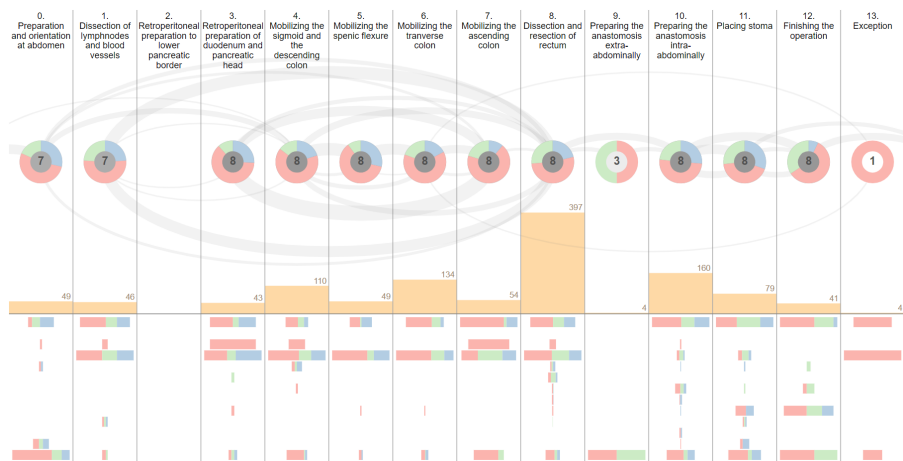 0.
Preparation
and orientation
at abdomen
1.
Dissection of
lymphnodes
and blood
vessels
2.
Retroperitoneal
preparation to
lower
pancreatic
border
3.
Retroperitoneal
preparation of
duodenum and
pancreatic
head
4.
Mobilizing the
sigmoid and
the
descending
colon
5.
Mobilizing the
spenic flexure
6.
Mobilizing the
tranverse
colon
7.
Mobilizing the
ascending
colon
8.
Dissection and
resection of
rectum
9.
Preparing the
anastomosis
extra-
abdominally
10.
Preparing the
anastomosis
intra-
abdominally
11.
Placing stoma
12.
Finishing the
operation
13.
Exception
7
7
8
8
8
8
8
8
3
8
8
8
1
49
46
43
110
49
134
54
397
4
160
79
41
4